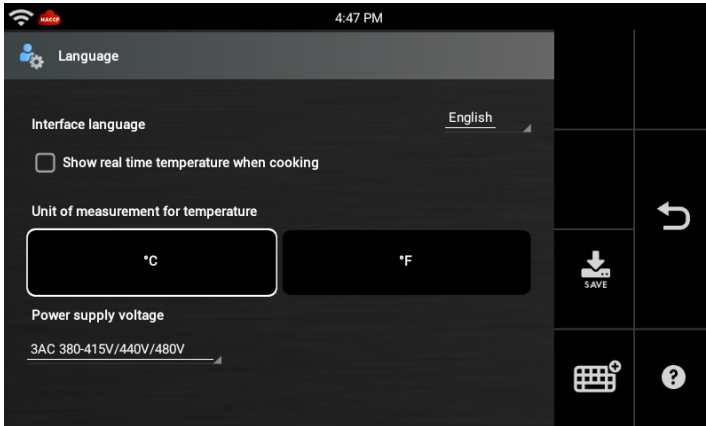 HACCP
4:47 PM
Language
Interface language
English
Show real time temperature when cooking
Unit of measurement for temperature
°C
°F
SAVE
Power supply voltage
3AC 380-415V/440V/480V
?